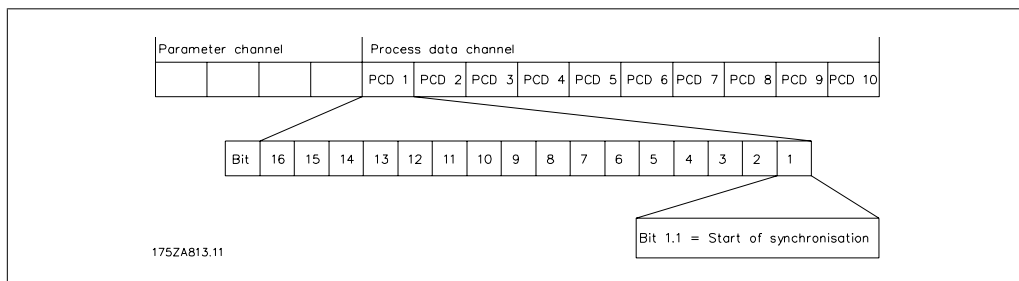 Parameter channel Process data channel
PCD 1 PCD 2 PCD 3 PCD 4 PCD 5 PCD 6 PCD 7 PCD 8 PCD 9 PCD 10
Bit 16 15 14 13 12 11 10 9 8 7 6 5 4 3 2 1
Bit 1.1 = Start of synchronisation
175ZA813.11